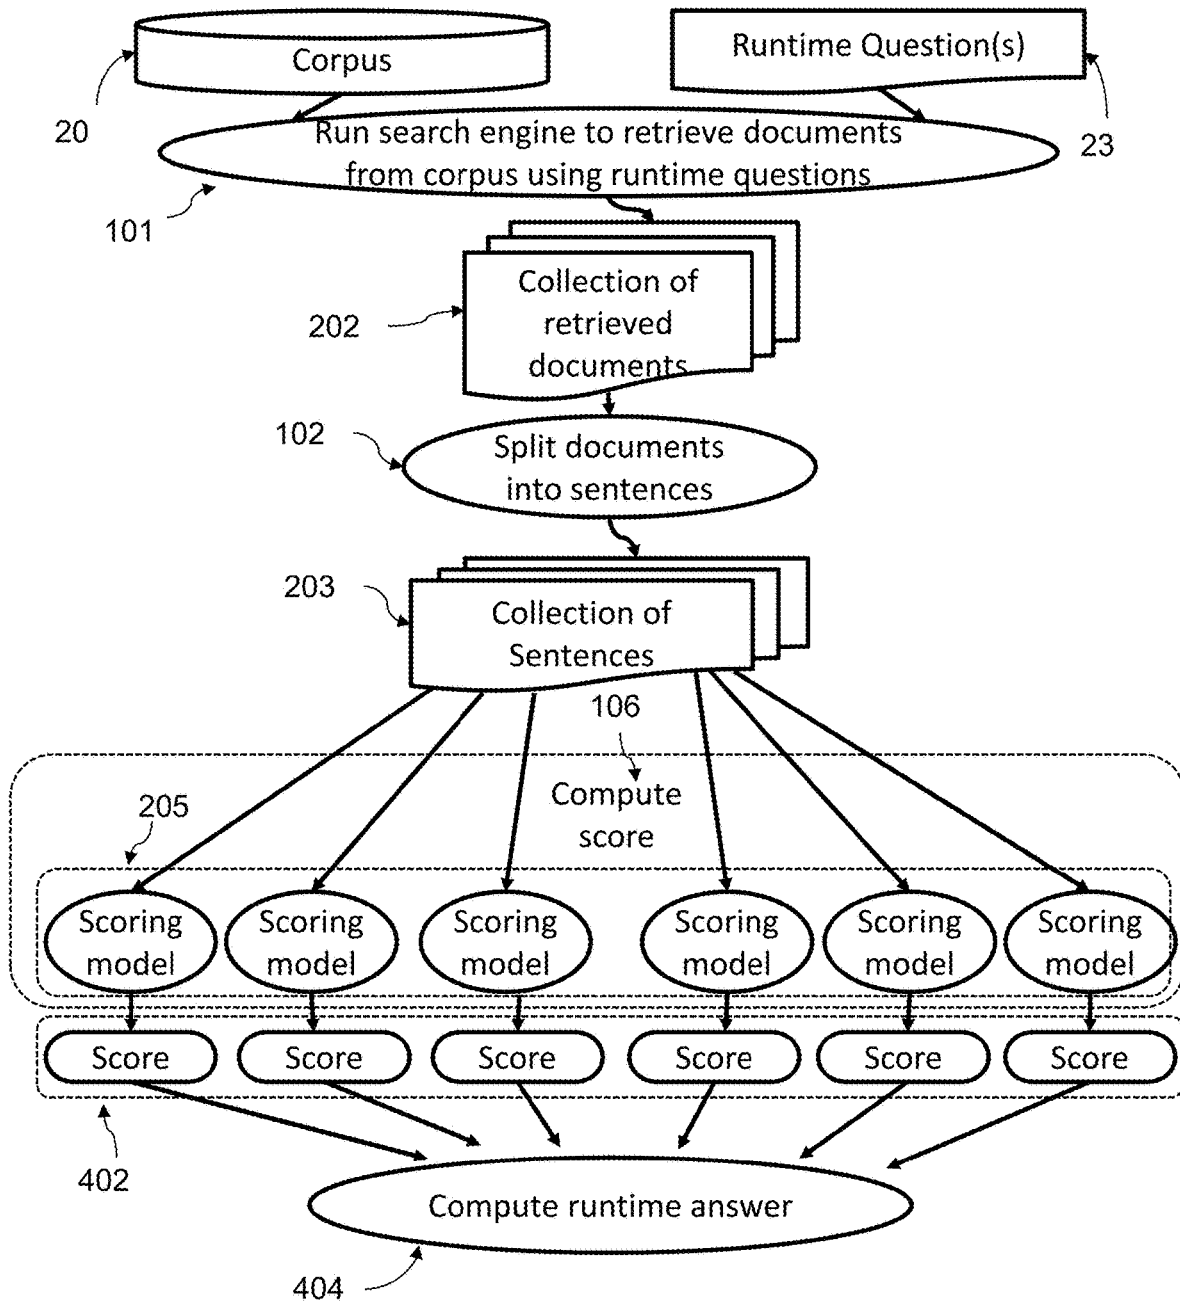 Corpus
Runtime Question(s)
20
23
Run search engine to retrieve documents
from corpus using runtime questions
101
Collection of
retrieved
documents
202
102
Split documents
into sentences
203
Collection of
Sentences
106
Compute
score
205
Scoring
model
Scoring
model
Scoring
model
Scoring
model
Scoring
model
Scoring
model
Score
Score
Score
Score
Score
Score
402
Compute runtime answer
404